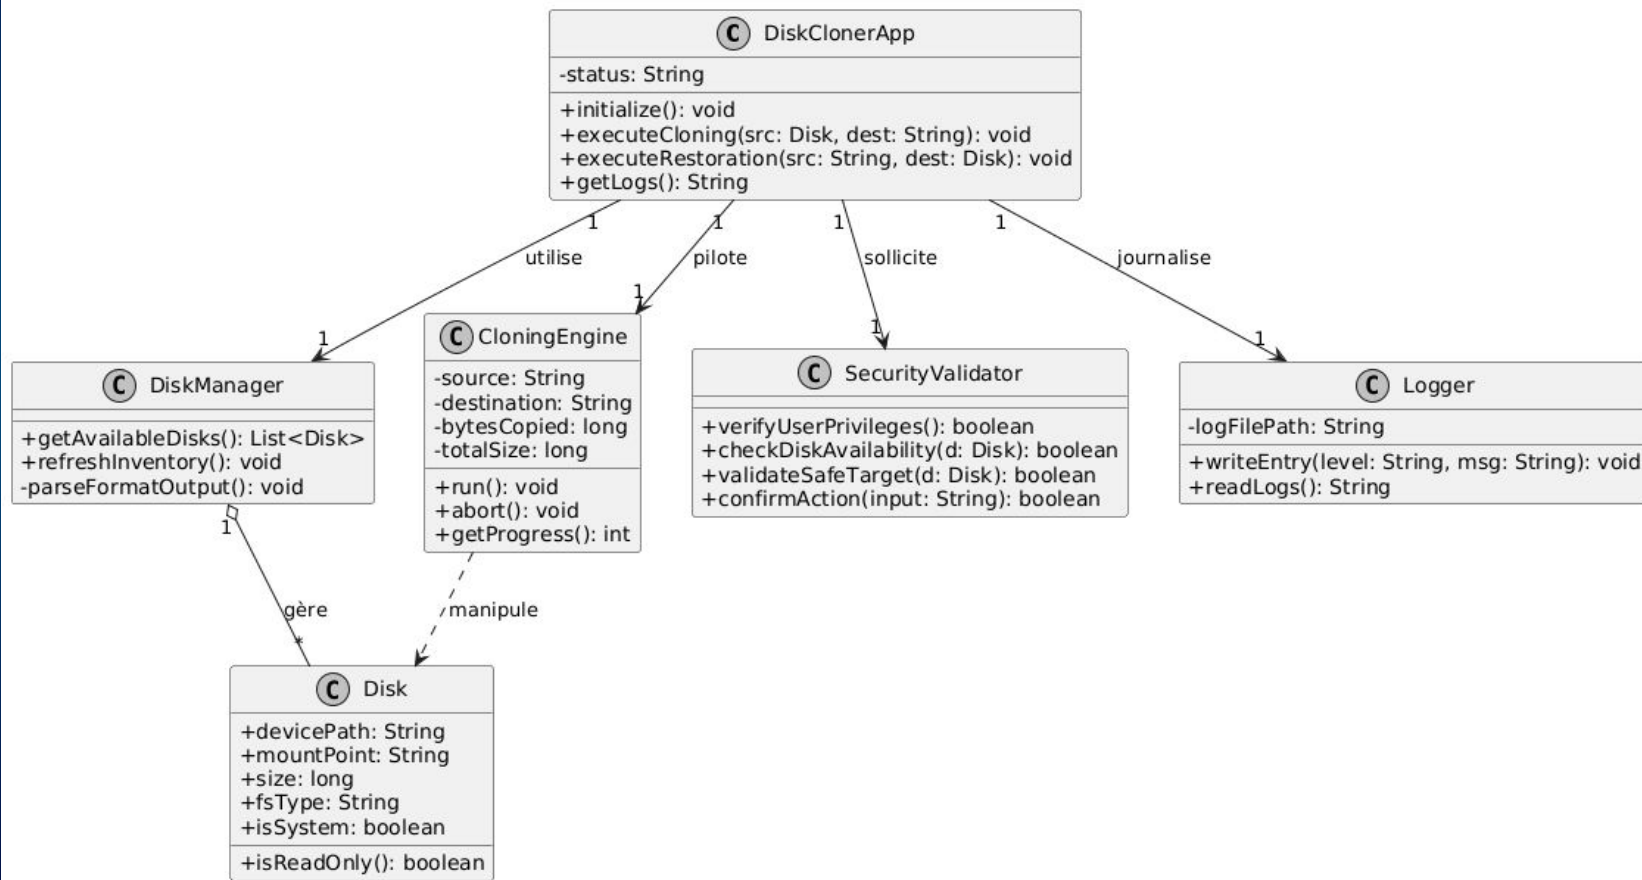 C DiskClonerApp
-status: String
+initialize(): void
+executeCloning(src: Disk, dest: String): void
+executeRestoration(src: String, dest: Disk): void
+getLogs(): String
1
1
1
1
utilise
pilote
sollicite
journalise
1
1
1
1
C DiskManager
+getAvailableDisks(): List<Disk>
+refreshInventory(): void
-parseFormatOutput(): void
C CloningEngine
-source: String
-destination: String
-bytesCopied: long
-totalSize: long
+run(): void
+abort(): void
+getProgress(): int
C SecurityValidator
+verifyUserPrivileges(): boolean
+checkDiskAvailability(d: Disk): boolean
+validateSafeTarget(d: Disk): boolean
+confirmAction(input: String): boolean
C Logger
-logFilePath: String
+writeEntry(level: String, msg: String): void
+readLogs(): String
1
gère
*
manipule
C Disk
+devicePath: String
+mountPoint: String
+size: long
+fsType: String
+isSystem: boolean
+isReadOnly(): boolean